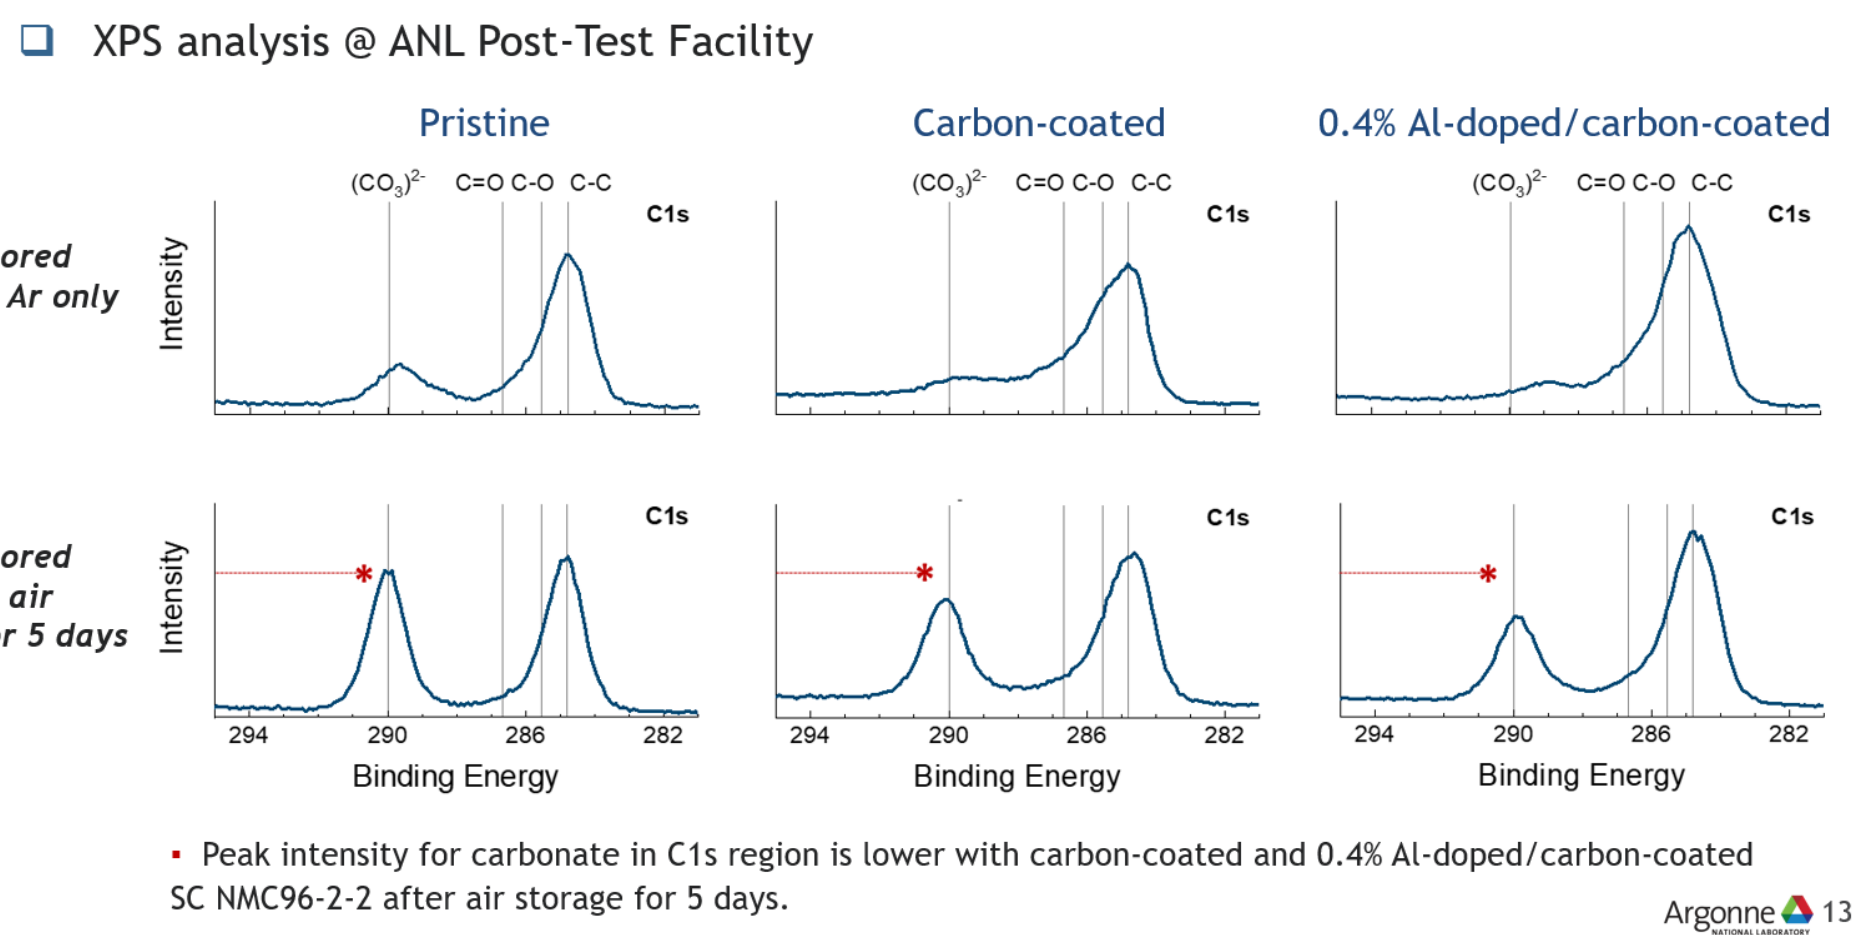 XPS analysis @ ANL Post-Test Facility
Pristine
Carbon-coated
0.4% Al-doped/carbon-coated
(CO₃)²⁻ C=O C-O C-C
(CO₃)²⁻ C=O C-O C-C
(CO₃)²⁻ C=O C-O C-C
ored
Ar only
Intensity
C1s
C1s
C1s
ored
air
r 5 days
Intensity
* C1s
* C1s
* C1s
294 290 286 282
294 290 286 282
294 290 286 282
Binding Energy
Binding Energy
Binding Energy
▪ Peak intensity for carbonate in C1s region is lower with carbon-coated and 0.4% Al-doped/carbon-coated
SC NMC96-2-2 after air storage for 5 days.
Argonne
NATIONAL LABORATORY
13